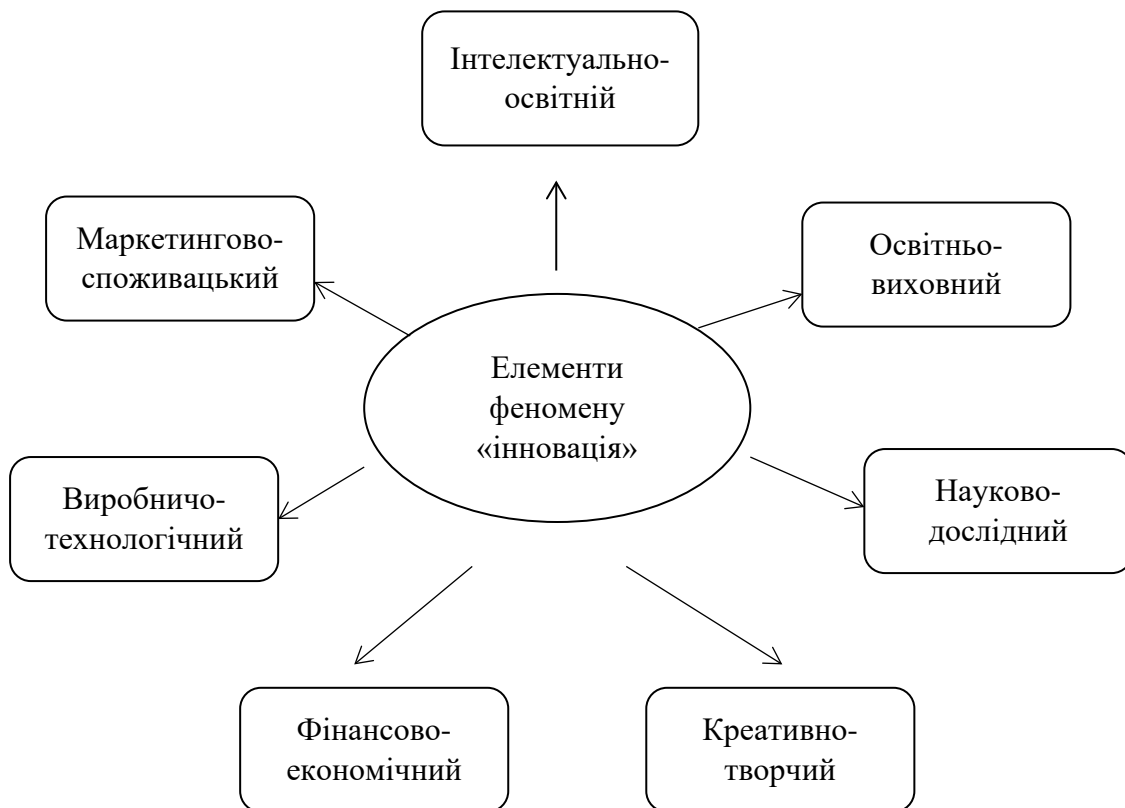 Інтелектуально-
освітній
Маркетингово-
споживацький
Освітньо-
виховний
Елементи
феномену
«інновація»
Виробничо-
технологічний
Науково-
дослідний
Фінансово-
економічний
Креативно-
творчий